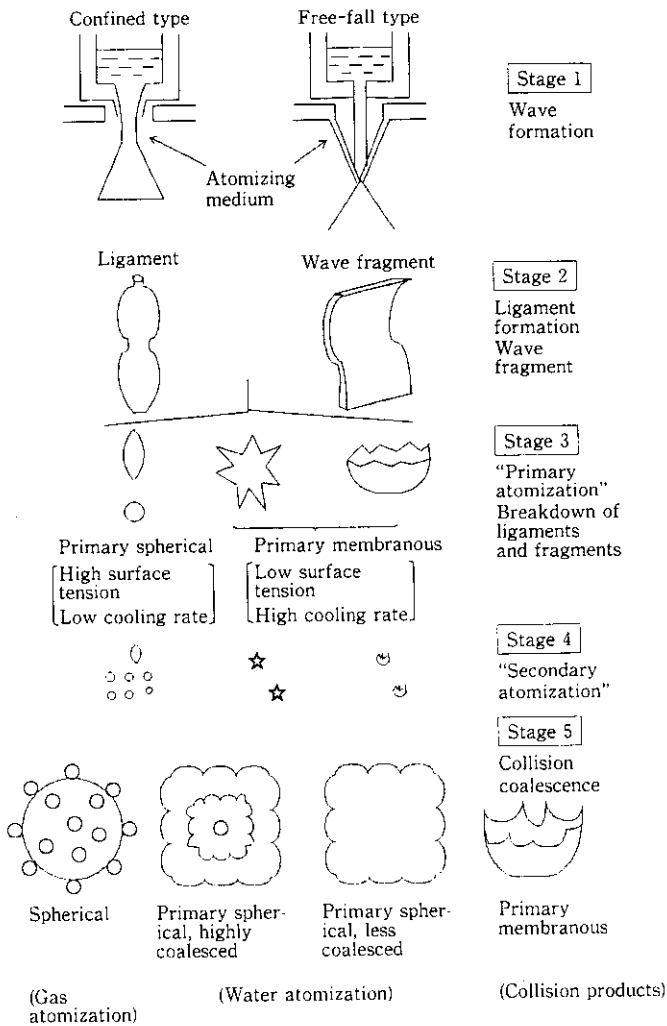 Confined type
Free-fall type
Stage 1
Wave
formation
Atomizing
medium
Ligament
Wave fragment
Stage 2
Ligament
formation
Wave
fragment
Stage 3
"Primary
atomization"
Breakdown of
ligaments
and fragments
Primary spherical
High surface
tension
Low cooling rate
Primary membranous
Low surface
tension
High cooling rate
Stage 4
"Secondary
atomization"
Stage 5
Collision
coalescence
Spherical
Primary spher-
ical, highly
coalesced
Primary spher-
ical, less
coalesced
Primary
membranous
(Gas
atomization)
(Water atomization)
(Collision products)